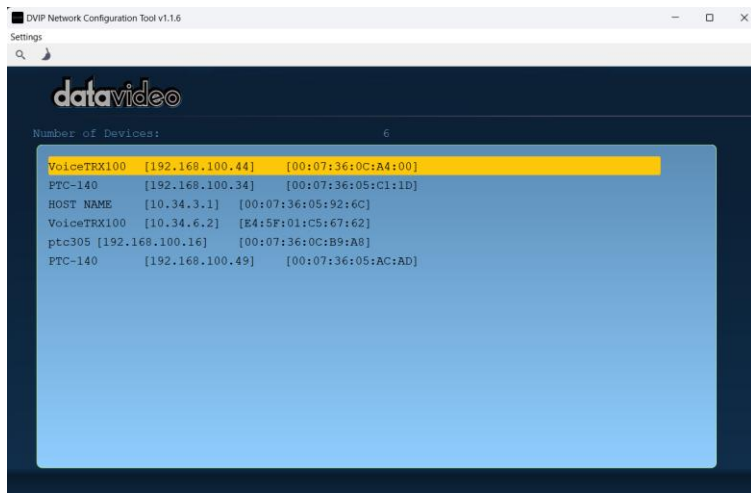 DVIP Network Configuration Tool v1.1.6
Settings
datavideo
Number of Devices: 6
VoiceTRX100 [192.168.100.44] [00:07:36:0C:A4:00]
PTC-140 [192.168.100.34] [00:07:36:05:C1:1D]
HOST NAME [10.34.3.1] [00:07:36:05:92:6C]
VoiceTRX100 [10.34.6.2] [E4:5F:01:C5:67:62]
ptc305 [192.168.100.16] [00:07:36:0C:B9:A8]
PTC-140 [192.168.100.49] [00:07:36:05:AC:AD]